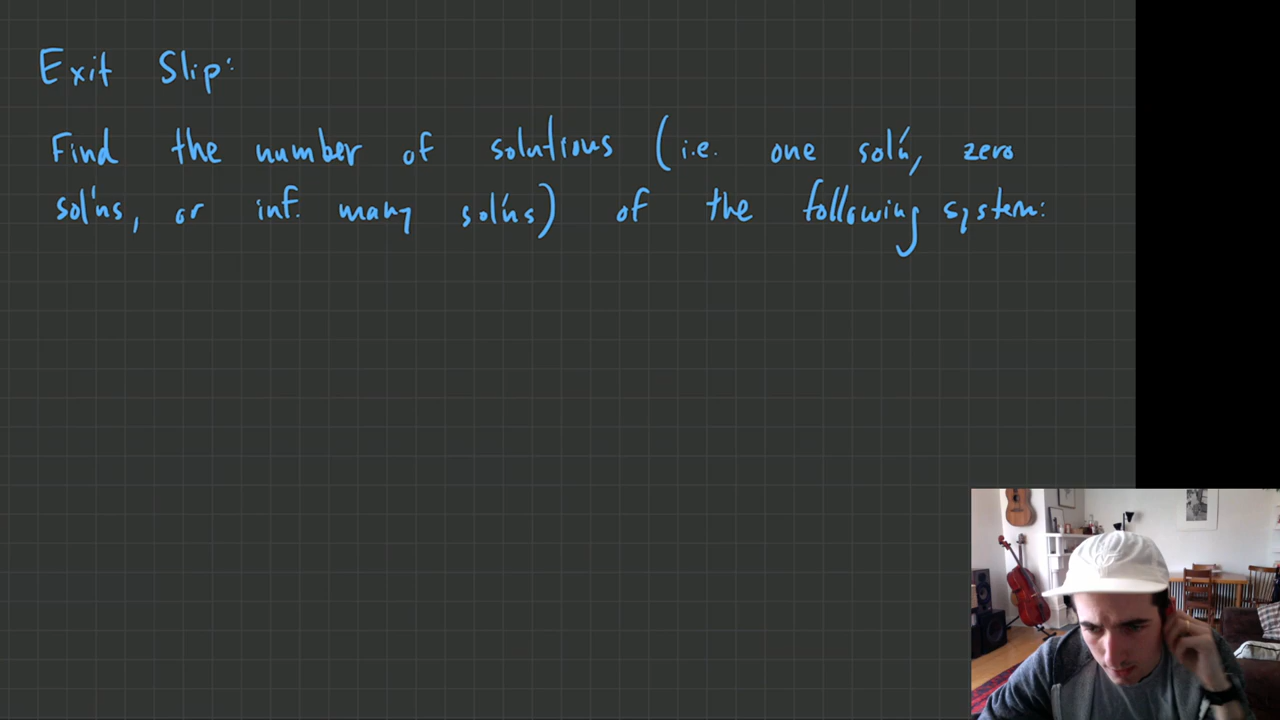 Exit Slip:
Find the number of solutions (i.e. one sol'n, zero
sol'ns, or inf. many sol'ns) of the following system: